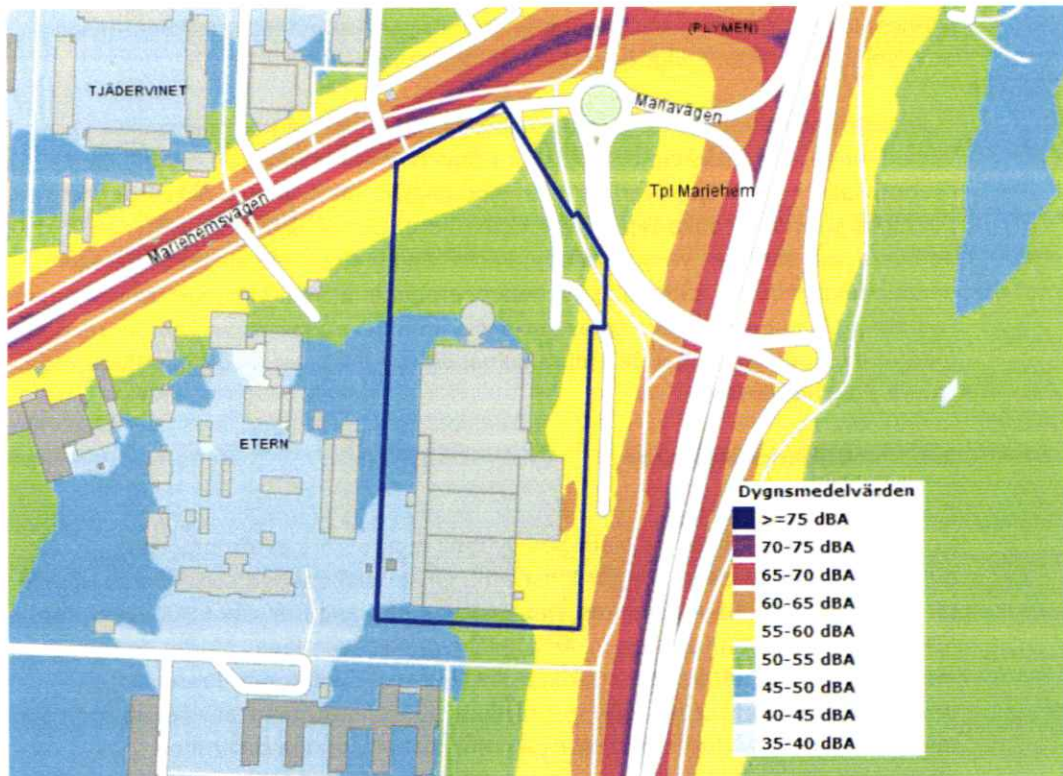 (PLYMEN)
TJÄDERVINET
Mariavägen
Tpl Mariehem
Mariehemsvägen
ETERN
Dygnsmedelvärden
>=75 dBA
70-75 dBA
65-70 dBA
60-65 dBA
55-60 dBA
50-55 dBA
45-50 dBA
40-45 dBA
35-40 dBA